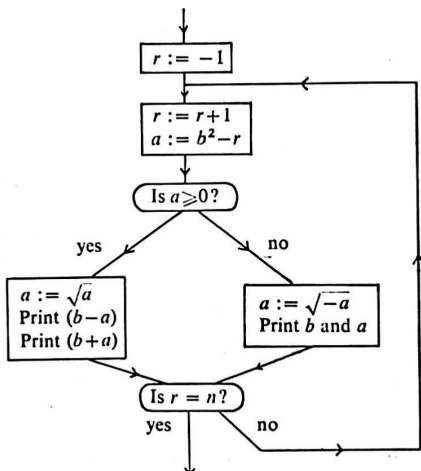 r := −1
r := r+1
a := b²−r
Is a⩾0?
yes
no
a := √a
Print (b−a)
Print (b+a)
a := √−a
Print b and a
Is r = n?
yes
no